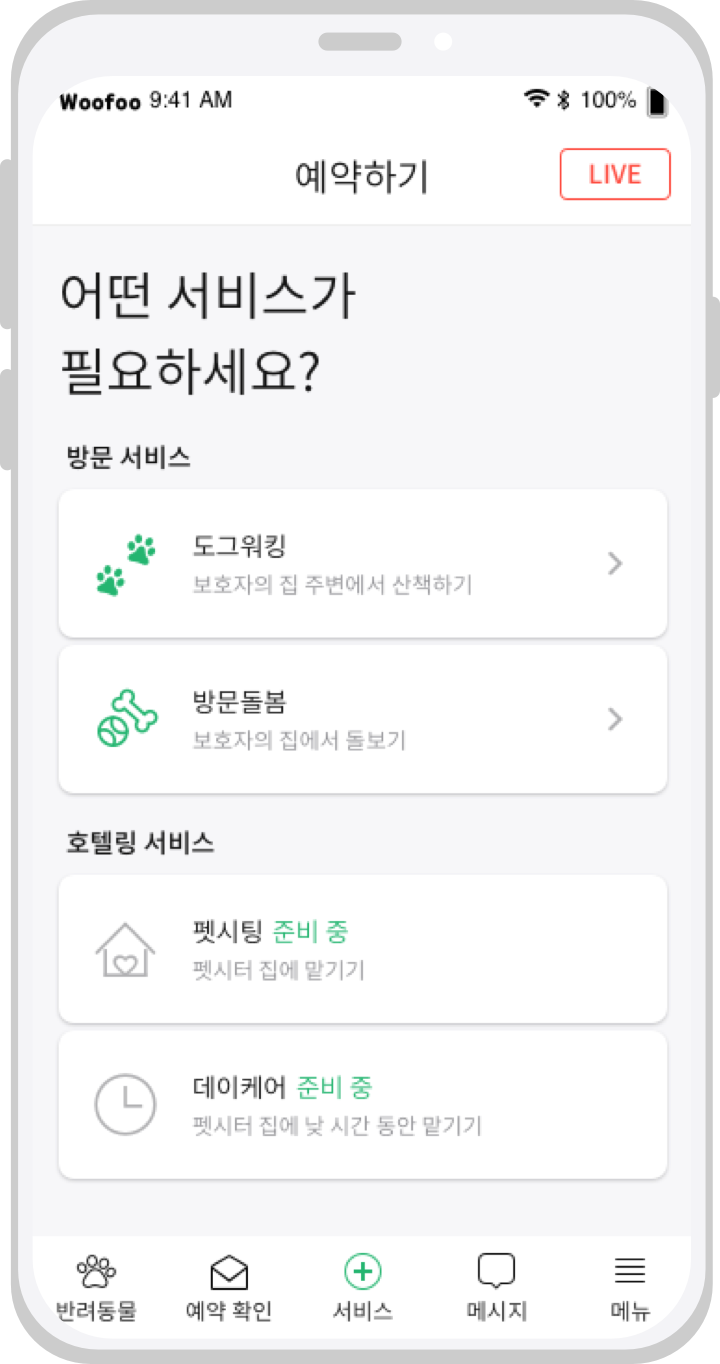 Woofoo 9:41 AM 100%
예약하기
LIVE
어떤 서비스가
필요하세요?
방문 서비스
도그워킹
보호자의 집 주변에서 산책하기
방문돌봄
보호자의 집에서 돌보기
호텔링 서비스
펫시팅 준비 중
펫시터 집에 맡기기
데이케어 준비 중
펫시터 집에 낮 시간 동안 맡기기
반려동물 예약 확인 서비스 메시지 메뉴